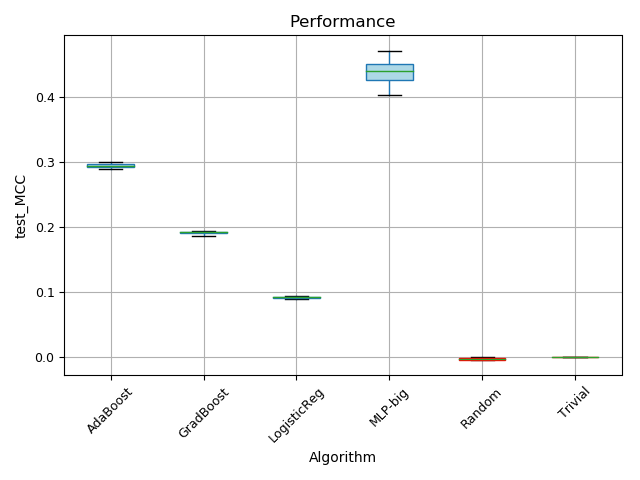 Performance
test_MCC
0.4
0.3
0.2
0.1
0.0
AdaBoost
GradBoost
LogisticReg
MLP-big
Random
Trivial
Algorithm